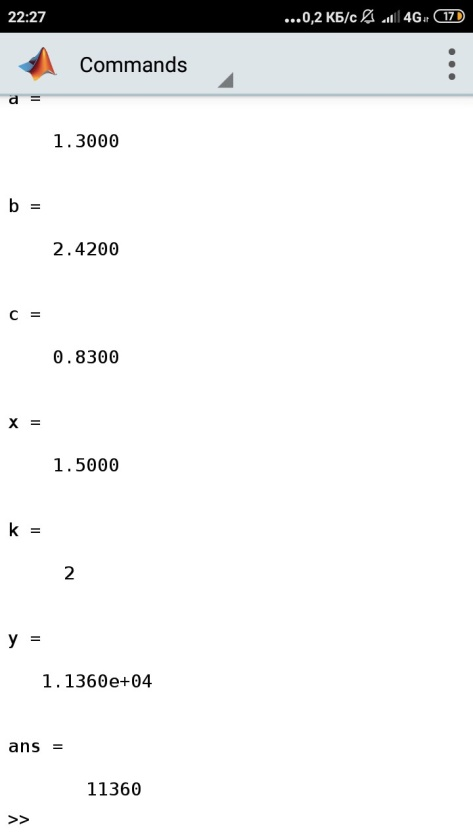 22:27
...0,2 КБ/с 4G 17
Commands
a =
1.3000
b =
2.4200
c =
0.8300
x =
1.5000
k =
2
y =
1.1360e+04
ans =
11360
>>